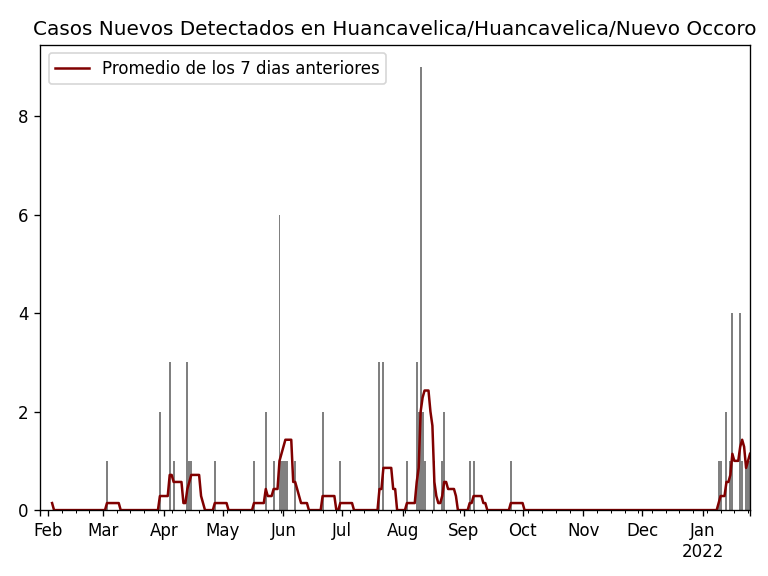 Casos Nuevos Detectados en Huancavelica/Huancavelica/Nuevo Occoro
Promedio de los 7 dias anteriores
8
6
4
2
0
Feb Mar Apr May Jun Jul Aug Sep Oct Nov Dec Jan
2022